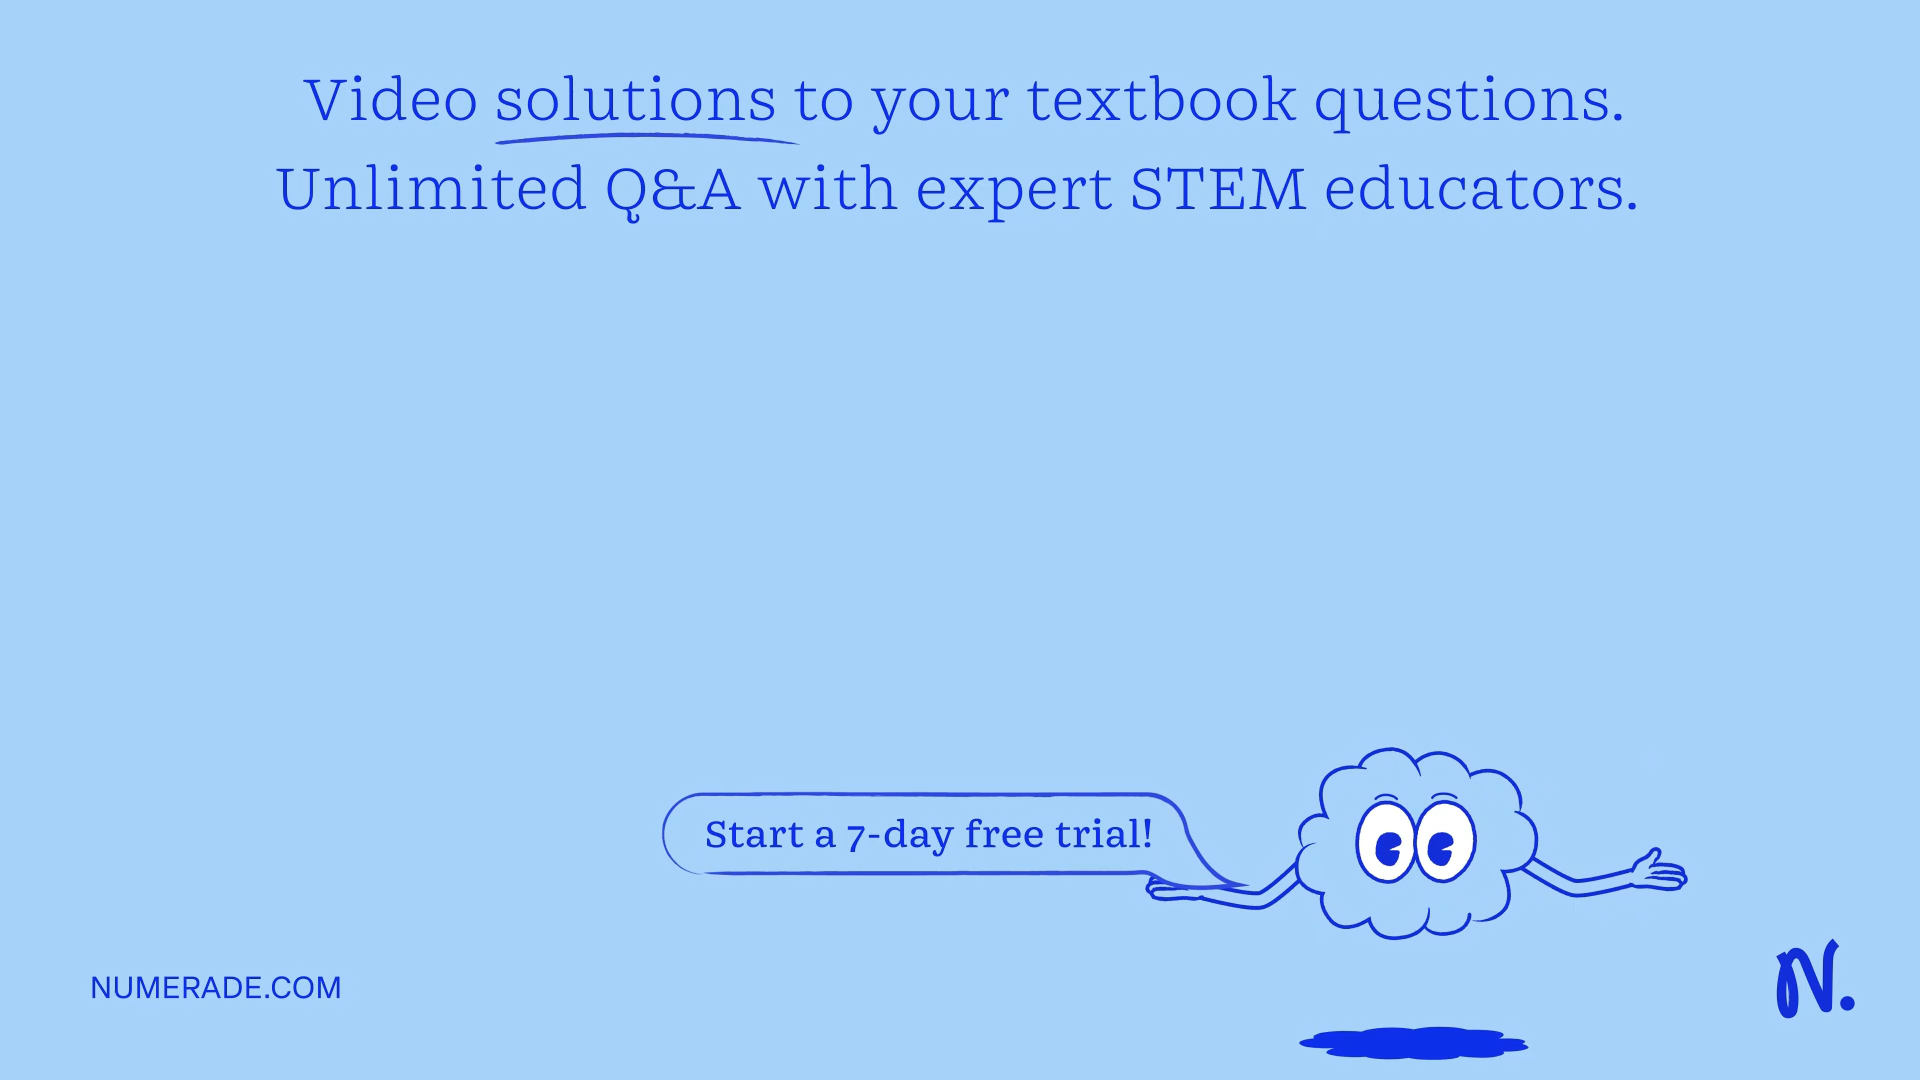 Video solutions to your textbook questions.
Unlimited Q&A with expert STEM educators.
Start a 7-day free trial!
NUMERADE.COM
N.